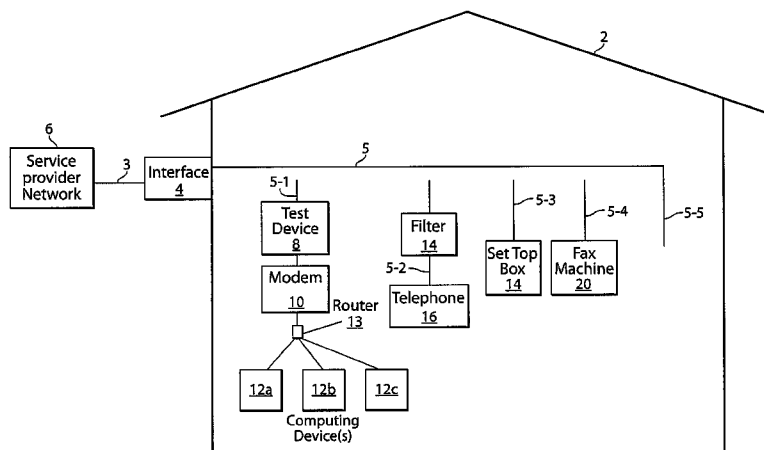 2
6
Service
provider
Network
3
Interface
4
5
5-1
Test
Device
8
Modem
10
Router
13
12a
12b
12c
Computing
Device(s)
Filter
14
5-2
Telephone
16
5-3
Set Top
Box
14
5-4
Fax
Machine
20
5-5